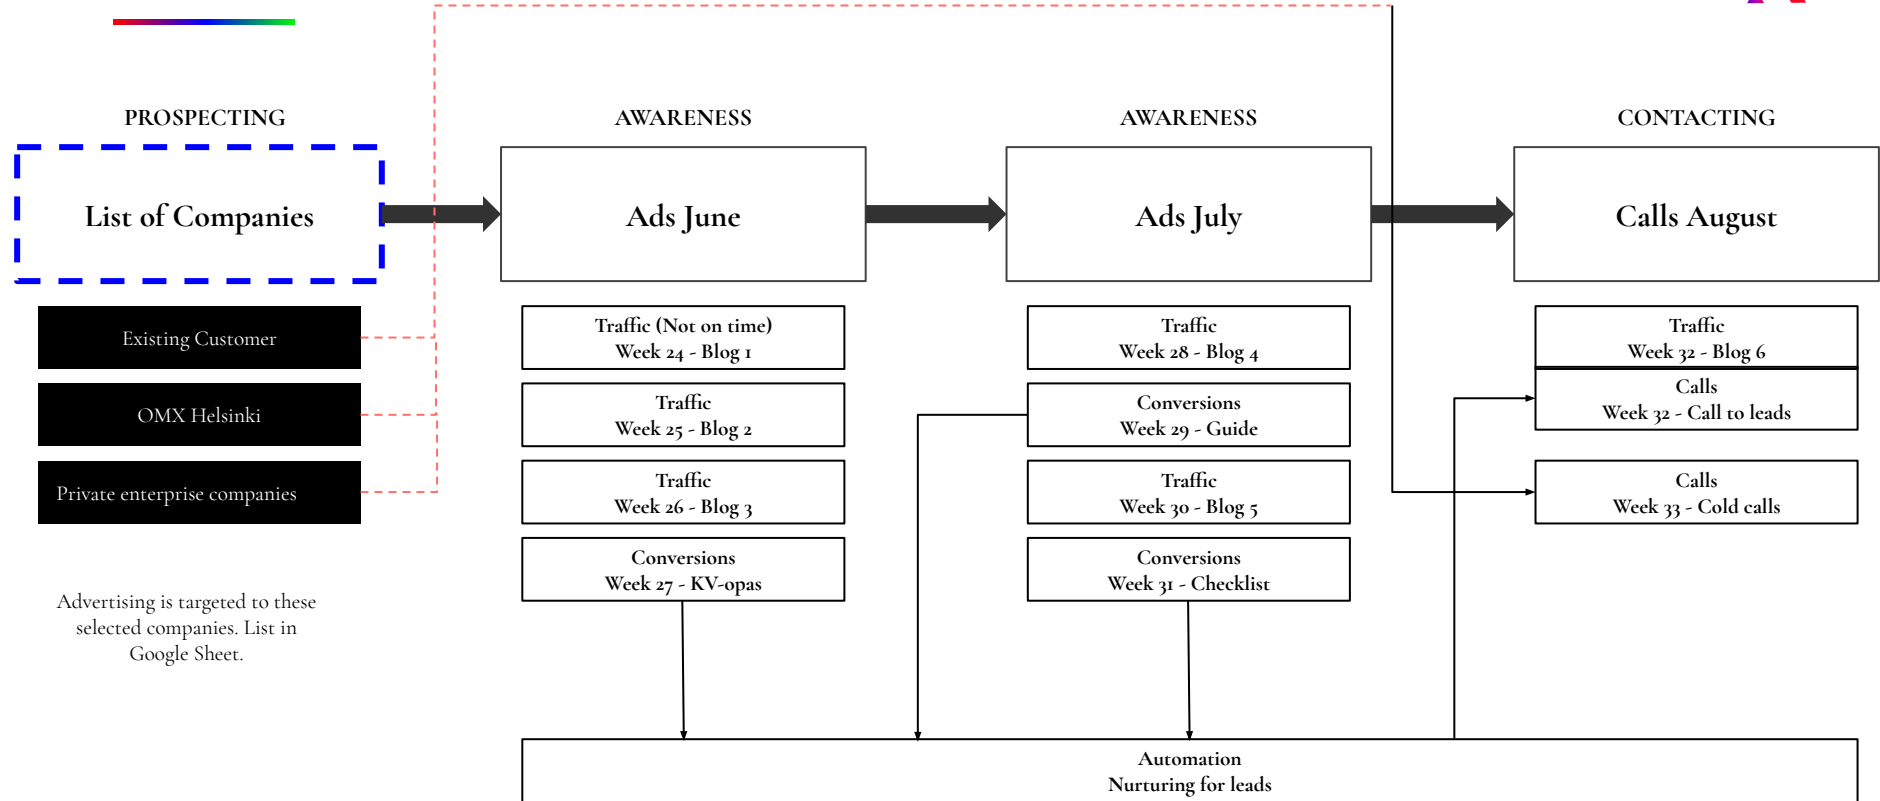 PROSPECTING
List of Companies
Existing Customer
OMX Helsinki
Private enterprise companies
Advertising is targeted to these
selected companies. List in
Google Sheet.
AWARENESS
Ads June
Traffic (Not on time)
Week 24 - Blog 1
Traffic
Week 25 - Blog 2
Traffic
Week 26 - Blog 3
Conversions
Week 27 - KV-opas
AWARENESS
Ads July
Traffic
Week 28 - Blog 4
Conversions
Week 29 - Guide
Traffic
Week 30 - Blog 5
Conversions
Week 31 - Checklist
CONTACTING
Calls August
Traffic
Week 32 - Blog 6
Calls
Week 32 - Call to leads
Calls
Week 33 - Cold calls
Automation
Nurturing for leads